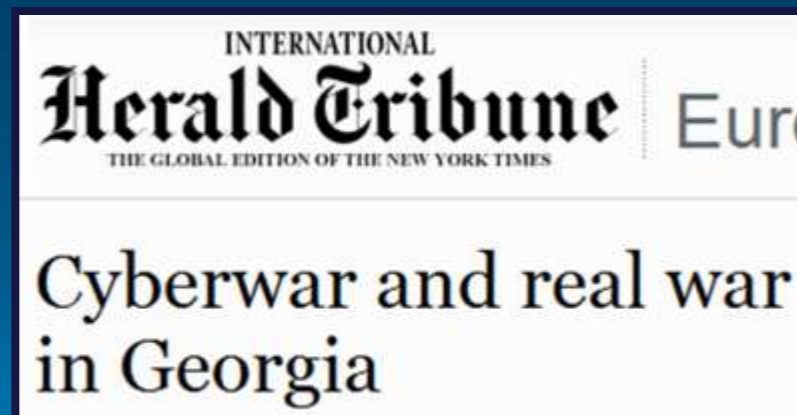 INTERNATIONAL
Herald Tribune
THE GLOBAL EDITION OF THE NEW YORK TIMES
Cyberwar and real war
in Georgia